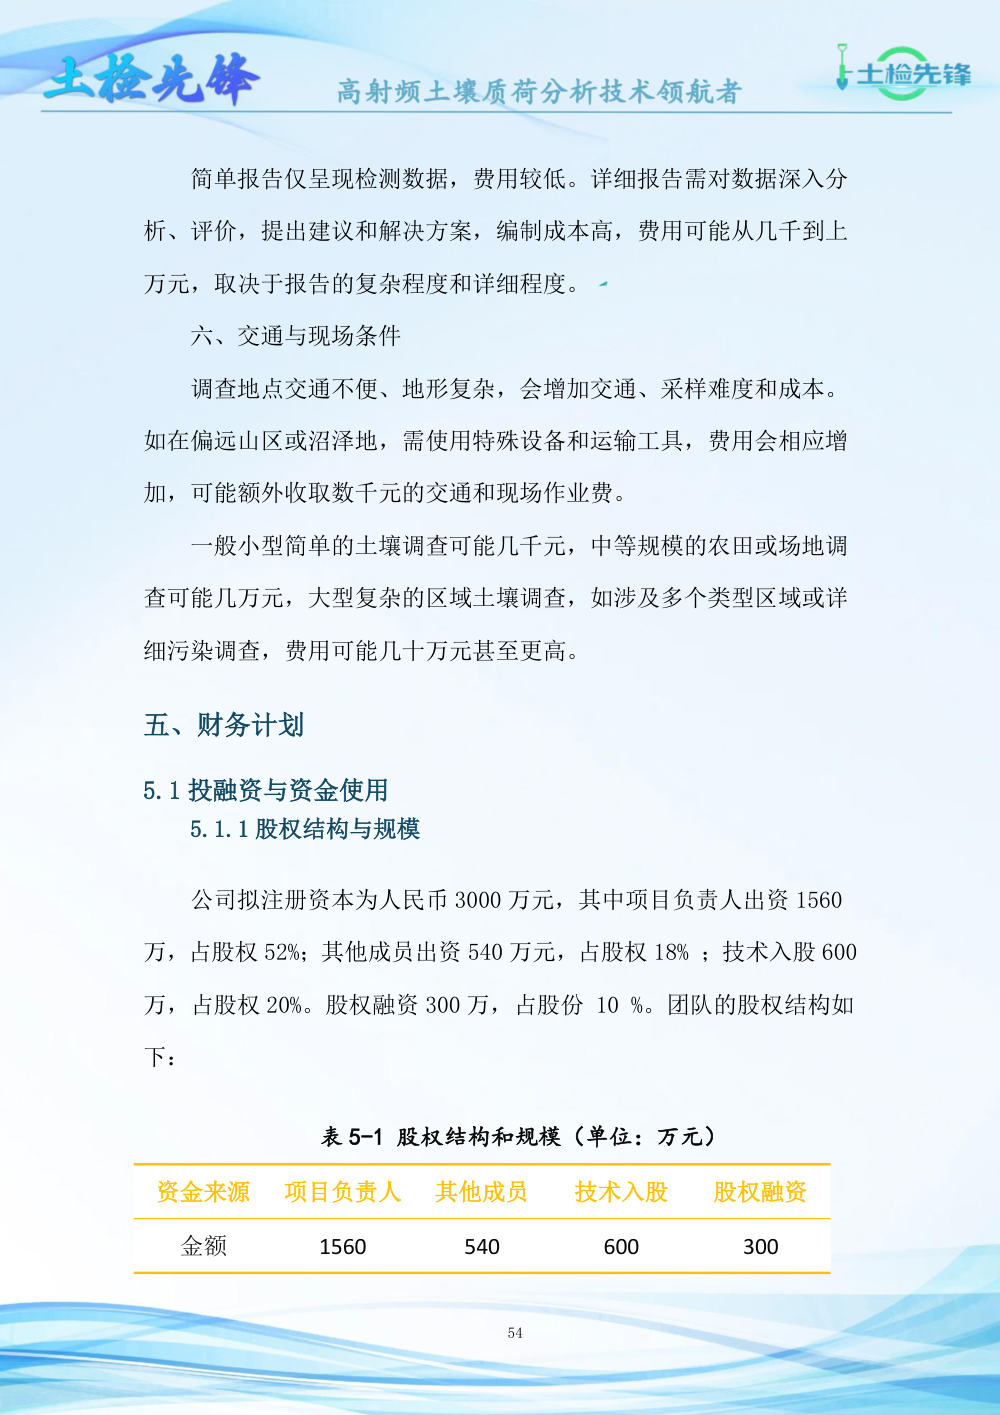 土检先锋
高射频土壤质荷分析技术领航者
土检先锋
简单报告仅呈现检测数据，费用较低。详细报告需对数据深入分
析、评价，提出建议和解决方案，编制成本高，费用可能从几千到上
万元，取决于报告的复杂程度和详细程度。
六、交通与现场条件
调查地点交通不便、地形复杂，会增加交通、采样难度和成本。
如在偏远山区或沼泽地，需使用特殊设备和运输工具，费用会相应增
加，可能额外收取数千元的交通和现场作业费。
一般小型简单的土壤调查可能几千元，中等规模的农田或场地调
查可能几万元，大型复杂的区域土壤调查，如涉及多个类型区域或详
细污染调查，费用可能几十万元甚至更高。
五、财务计划
5.1 投融资与资金使用
5.1.1 股权结构与规模
公司拟注册资本为人民币 3000 万元，其中项目负责人出资 1560
万，占股权 52%；其他成员出资 540 万元，占股权 18% ；技术入股 600
万，占股权 20%。股权融资 300 万，占股份 10 %。团队的股权结构如
下：
表 5-1 股权结构和规模（单位：万元）
资金来源 项目负责人 其他成员 技术入股 股权融资
金额 1560 540 600 300
54